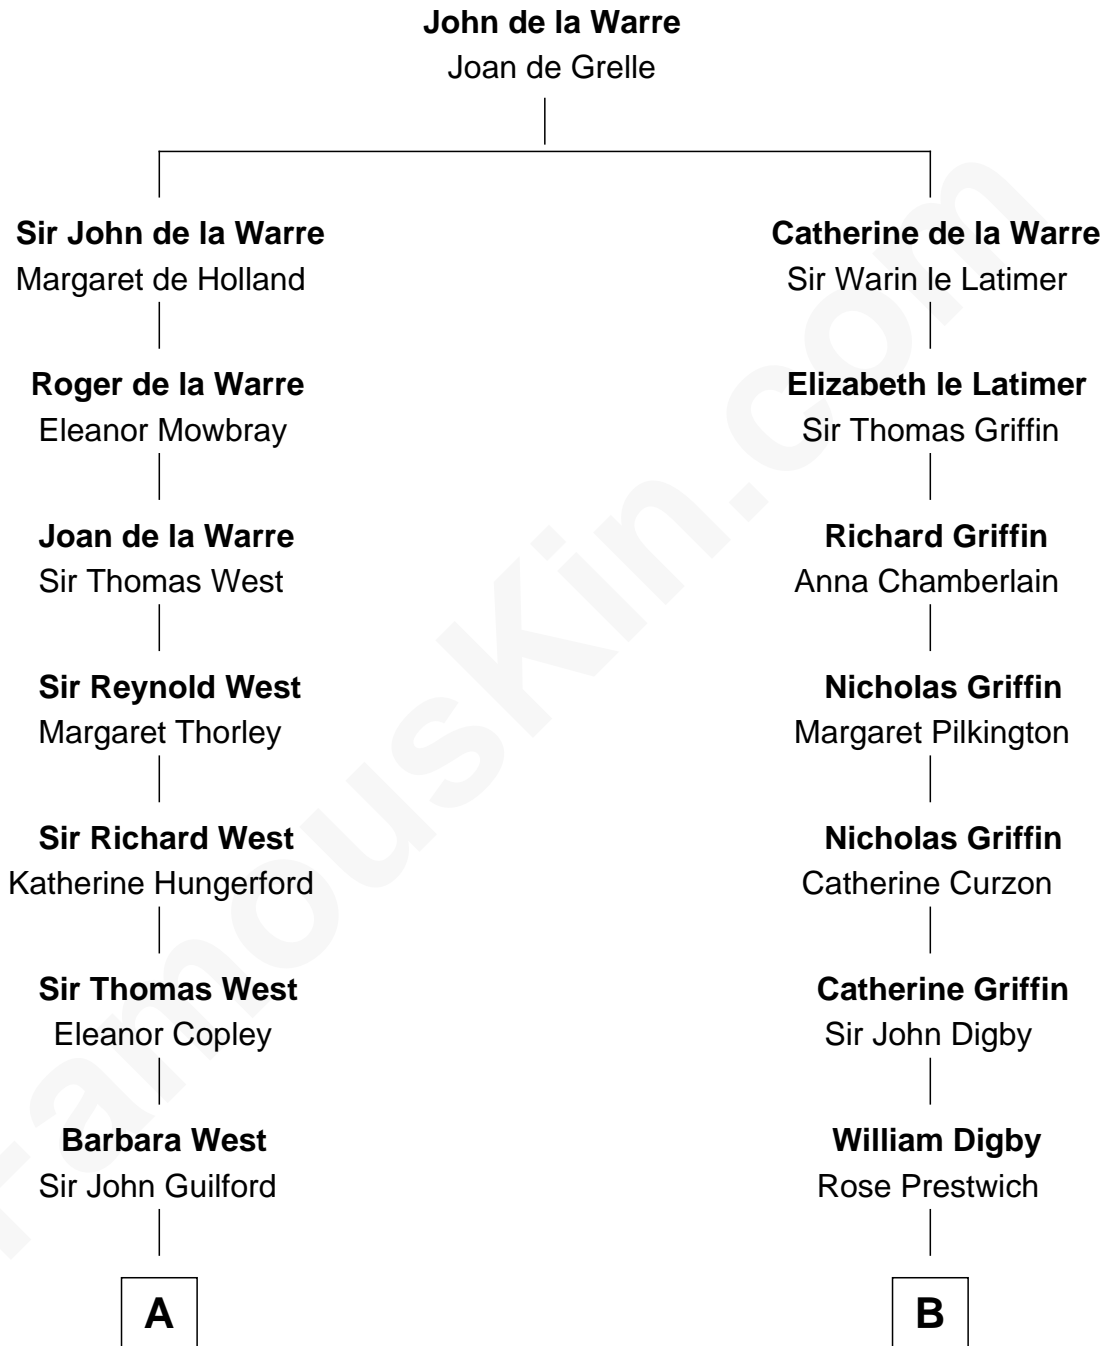 John de la Warre
Joan de Grelle
Sir John de la Warre
Margaret de Holland
Catherine de la Warre
Sir Warin le Latimer
Roger de la Warre
Eleanor Mowbray
Elizabeth le Latimer
Sir Thomas Griffin
Joan de la Warre
Sir Thomas West
Richard Griffin
Anna Chamberlain
Sir Reynold West
Margaret Thorley
Nicholas Griffin
Margaret Pilkington
Sir Richard West
Katherine Hungerford
Nicholas Griffin
Catherine Curzon
Sir Thomas West
Eleanor Copley
Catherine Griffin
Sir John Digby
Barbara West
Sir John Guilford
William Digby
Rose Prestwich
A
B
FamousKin.com